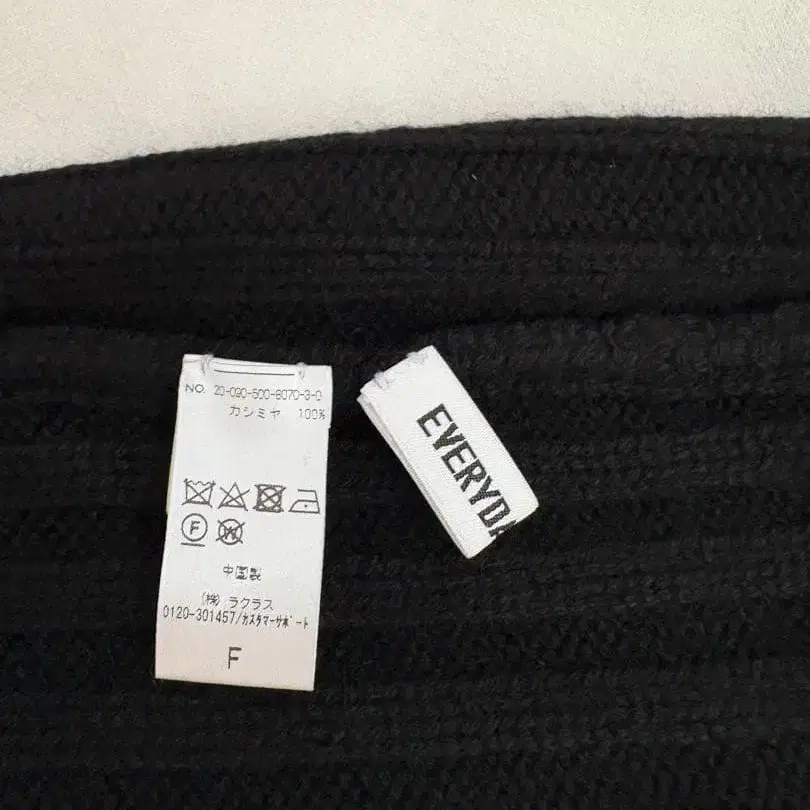 NO. 20-090-500-8070-3-0
カシミヤ 100%
F
W
中国製
(株) ラクラス
0120-301457/カスタマーサポート
F
EVERYDA